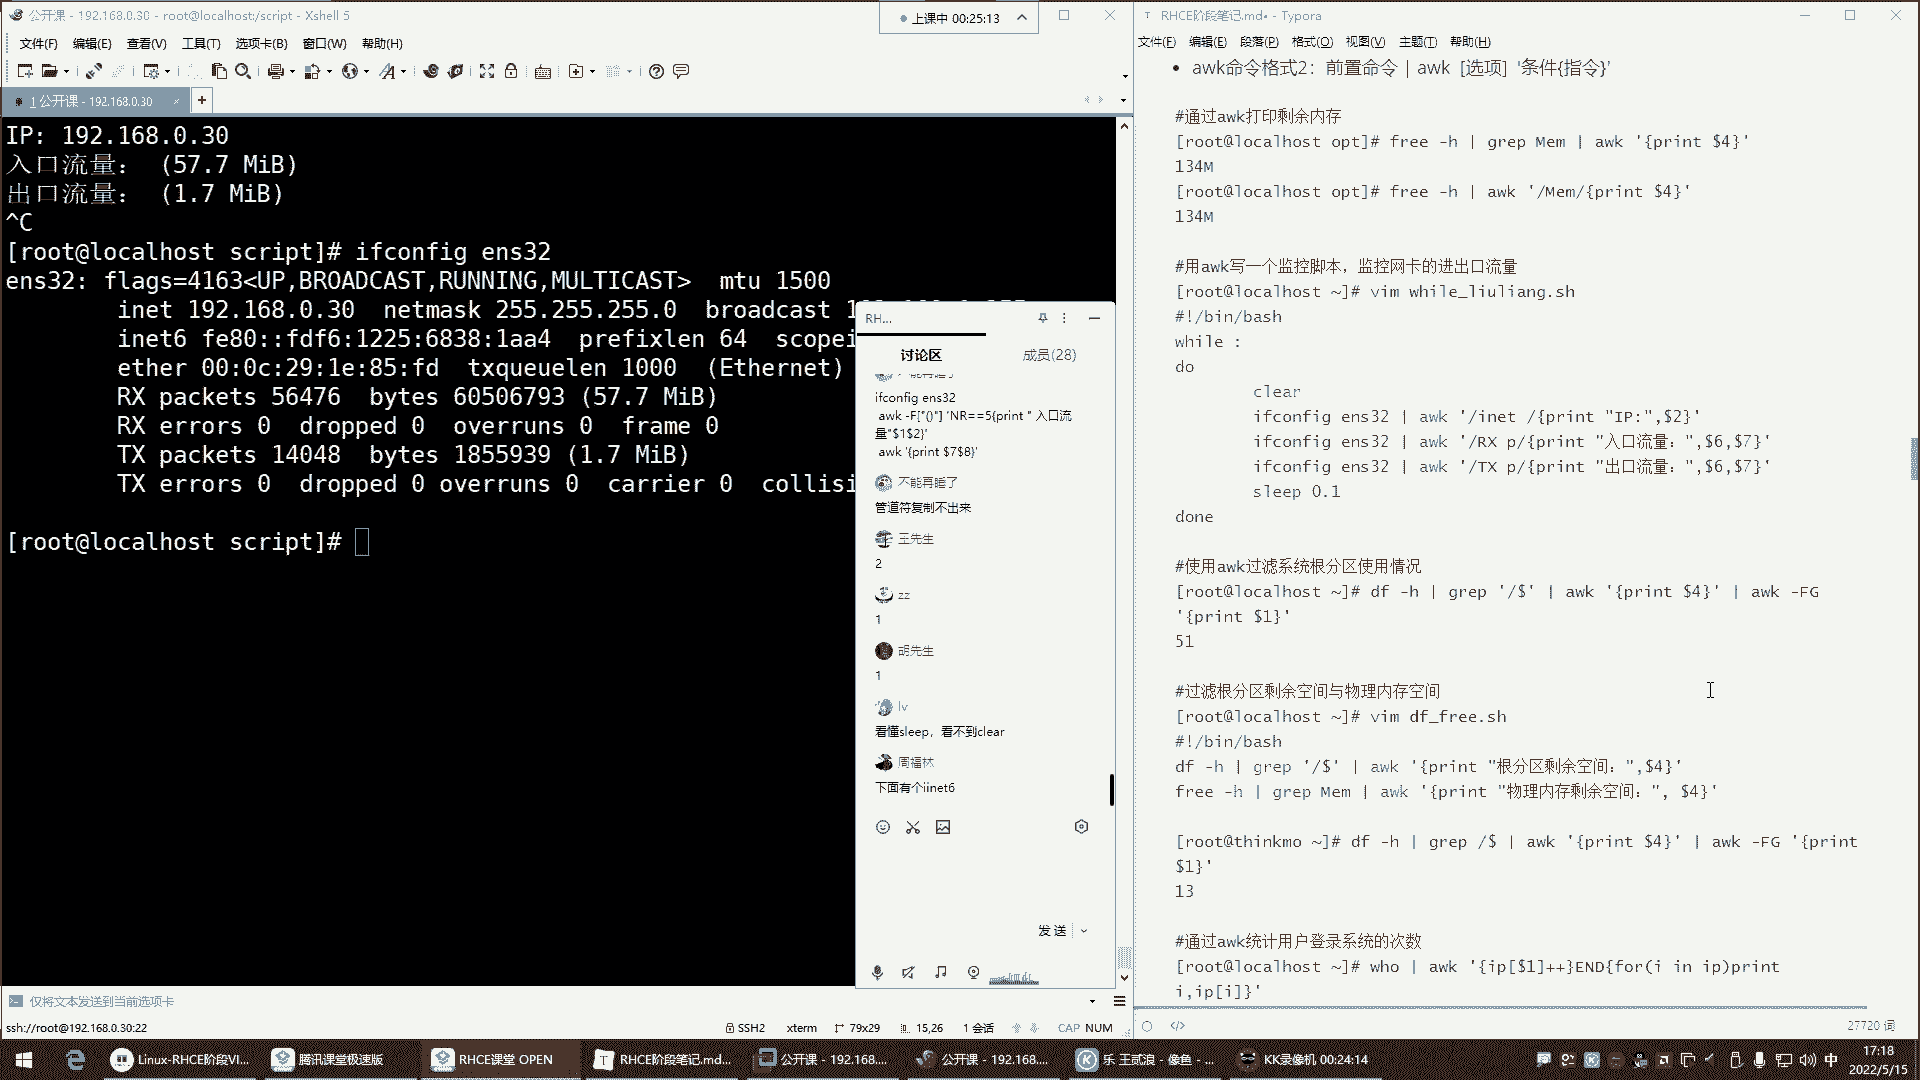 公开课 - 192.168.0.30 - root@localhost:/script - Xshell 5
上课中 00:25:13
文件(F) 编辑(E) 查看(V) 工具(T) 选项卡(B) 窗口(W) 帮助(H)
1 公开课 - 192.168.0.30
IP: 192.168.0.30
入口流量： (57.7 MiB)
出口流量： (1.7 MiB)
^C
[root@localhost script]# ifconfig ens32
ens32: flags=4163<UP,BROADCAST,RUNNING,MULTICAST>  mtu 1500
inet 192.168.0.30  netmask 255.255.255.0  broadcast
inet6 fe80::fdf6:1225:6838:1aa4  prefixlen 64  scopei
ether 00:0c:29:1e:85:fd  txqueuelen 1000  (Ethernet)
RX packets 56476  bytes 60506793 (57.7 MiB)
RX errors 0  dropped 0  overruns 0  frame 0
TX packets 14048  bytes 1855939 (1.7 MiB)
TX errors 0  dropped 0 overruns 0  carrier 0  collisi
[root@localhost script]#
RH...
讨论区 成员(28)
ifconfig ens32
awk -F["()"] 'NR==5{print " 入口流
量"$1$2}'
awk '{print $7$8}'
不能再睡了
管道符复制不出来
王先生
2
zz
1
胡先生
1
lv
看懂sleep，看不到clear
周福林
下面有个iinet6
发送
仅将文本发送到当前选项卡
ssh://root@192.168.0.30:22 SSH2 xterm 79x29 15,26 1 会话 CAP NUM
RHCE阶段笔记.md• - Typora
文件(F) 编辑(E) 段落(P) 格式(O) 视图(V) 主题(T) 帮助(H)
• awk命令格式2：前置命令 | awk  [选项]  '条件{指令}'
#通过awk打印剩余内存
[root@localhost opt]# free -h | grep Mem | awk '{print $4}'
134M
[root@localhost opt]# free -h | awk '/Mem/{print $4}'
134M
#用awk写一个监控脚本，监控网卡的进出口流量
[root@localhost ~]# vim while_liuliang.sh
#!/bin/bash
while :
do
clear
ifconfig ens32 | awk '/inet /{print "IP:",$2}'
ifconfig ens32 | awk '/RX p/{print "入口流量：",$6,$7}'
ifconfig ens32 | awk '/TX p/{print "出口流量：",$6,$7}'
sleep 0.1
done
#使用awk过滤系统根分区使用情况
[root@localhost ~]# df -h | grep '/$' | awk '{print $4}' | awk -FG
'{print $1}'
51
#过滤根分区剩余空间与物理内存空间
[root@localhost ~]# vim df_free.sh
#!/bin/bash
df -h | grep '/$' | awk '{print "根分区剩余空间：",$4}'
free -h | grep Mem | awk '{print "物理内存剩余空间：", $4}'
[root@thinkmo ~]# df -h | grep /$ | awk '{print $4}' | awk -FG '{print
$1}'
13
#通过awk统计用户登录系统的次数
[root@localhost ~]# who | awk '{ip[$1]++}END{for(i in ip)print
i,ip[i]}'
27720 词
Linux-RHCE阶段VI... 腾讯课堂极速版 RHCE课堂 OPEN RHCE阶段笔记.md... 公开课 - 192.168.... 公开课 - 192.168.... 乐 王贰浪 - 像鱼 - ... KK录像机 00:24:14 中 17:18
2022/5/15